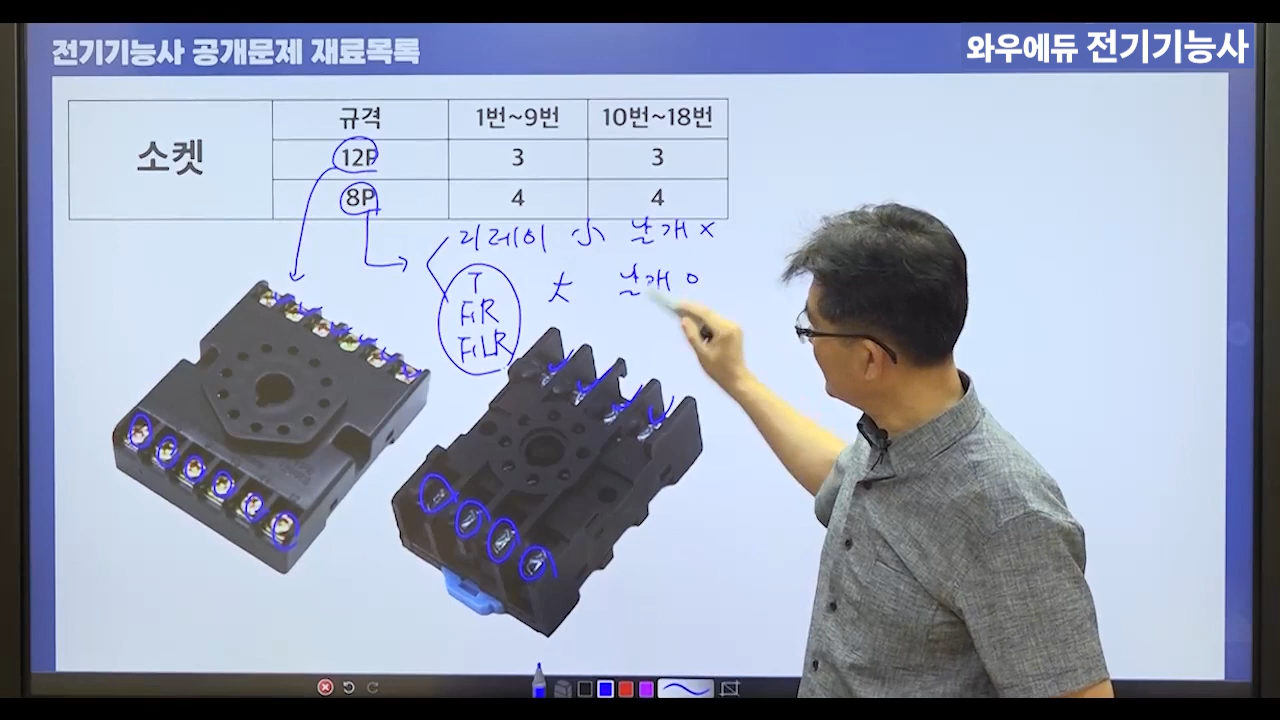 전기기능사 공개문제 재료목록
와우에듀 전기기능사
소켓
규격 1번~9번 10번~18번
12P 3 3
8P 4 4
리레이 小 날개 x
T 大 날개 o
FR
FLR